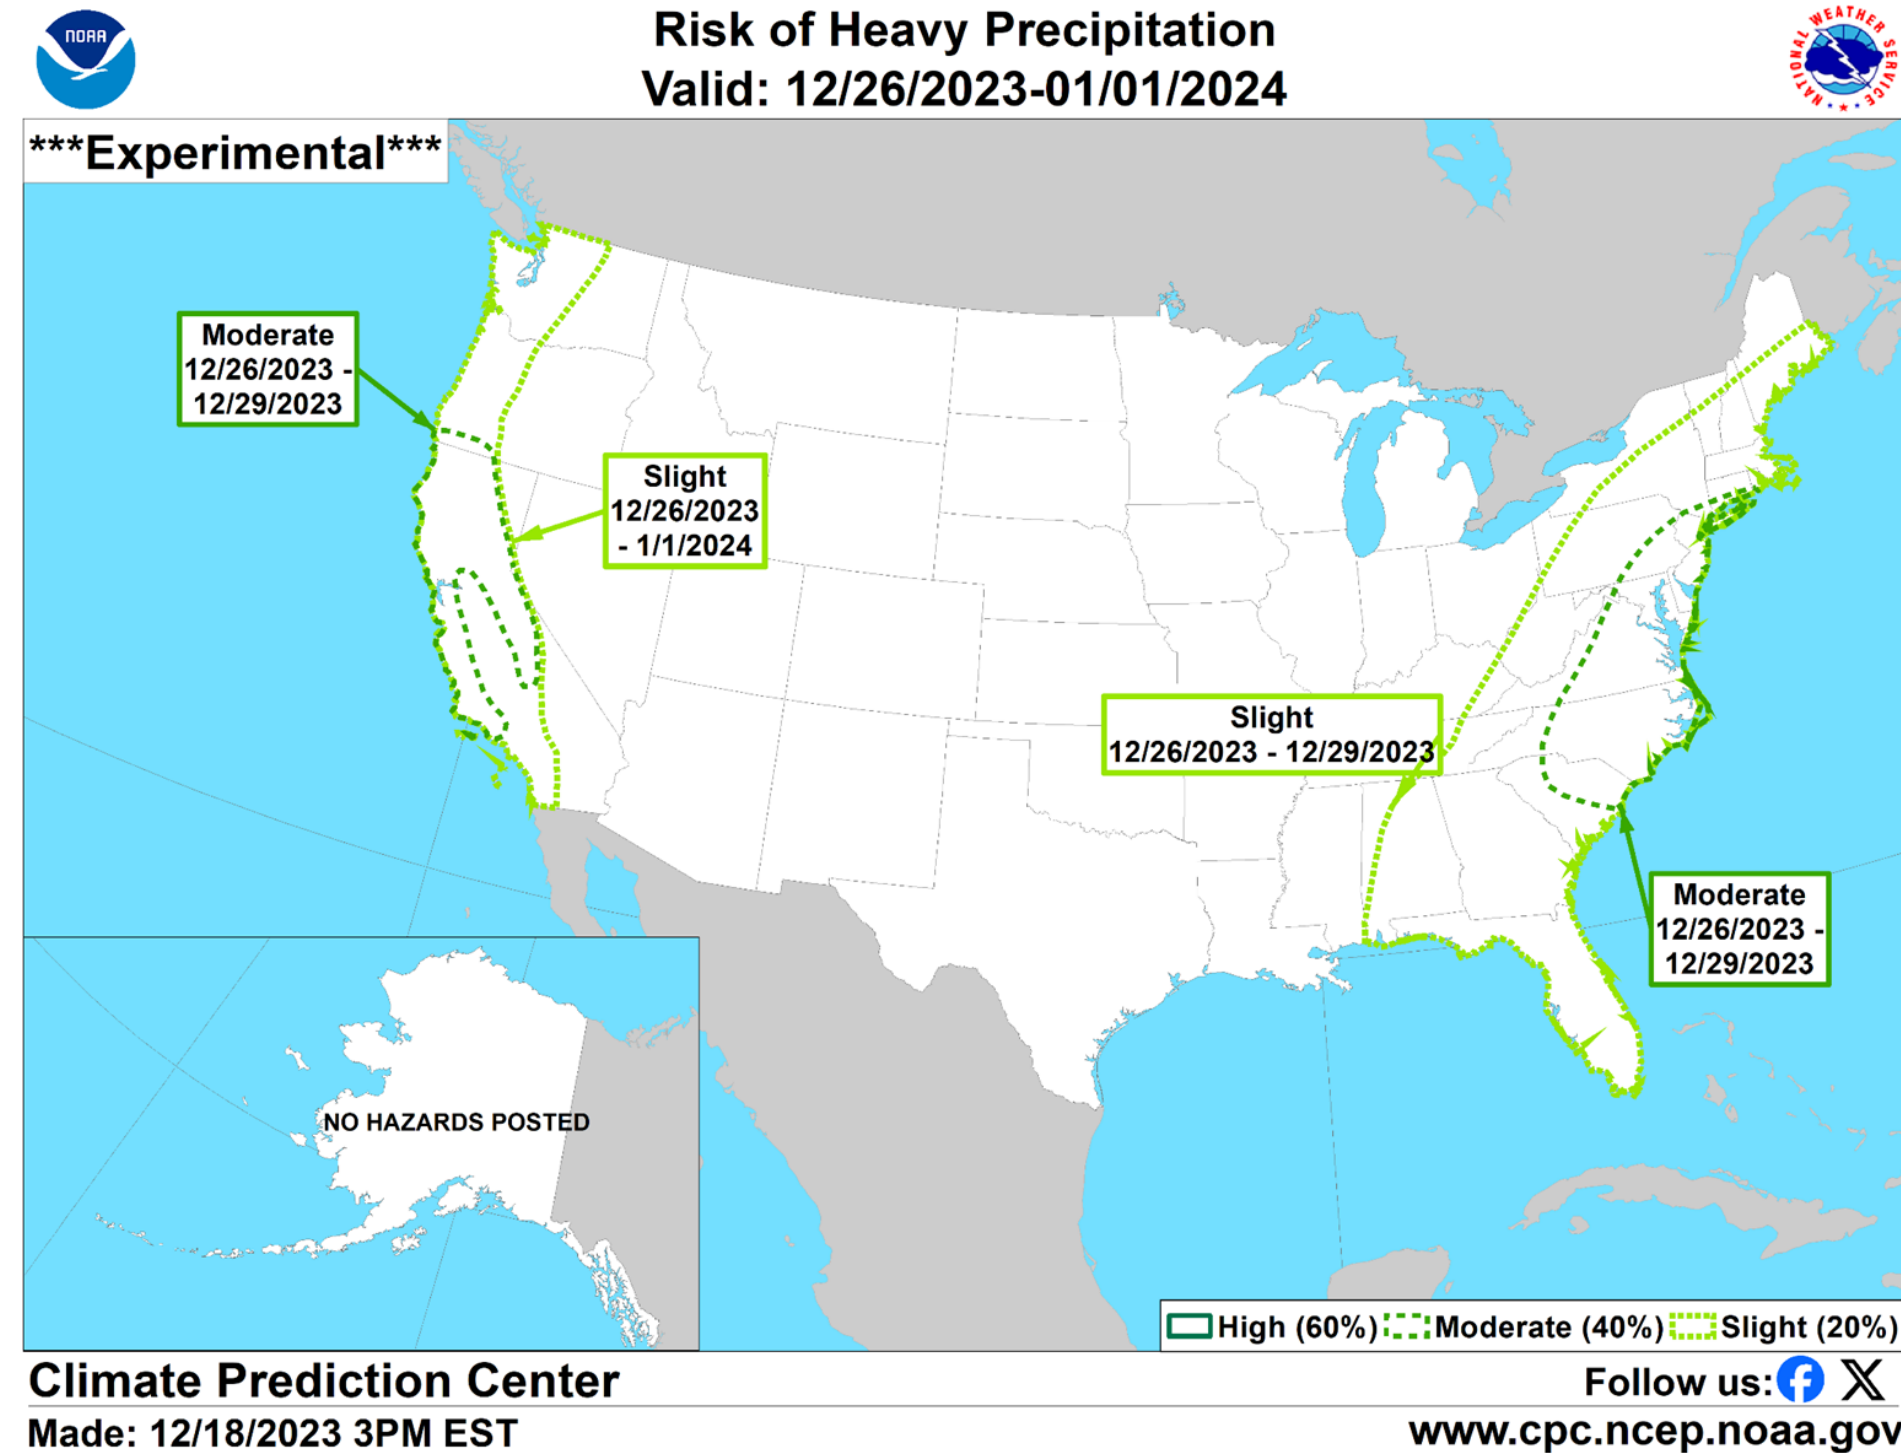 NOAA
Risk of Heavy Precipitation
Valid: 12/26/2023-01/01/2024
NATIONAL WEATHER SERVICE
***Experimental***
Moderate
12/26/2023 -
12/29/2023
Slight
12/26/2023
- 1/1/2024
Slight
12/26/2023 - 12/29/2023
Moderate
12/26/2023 -
12/29/2023
NO HAZARDS POSTED
High (60%) Moderate (40%) Slight (20%)
Climate Prediction Center
Follow us:
Made: 12/18/2023 3PM EST
www.cpc.ncep.noaa.gov